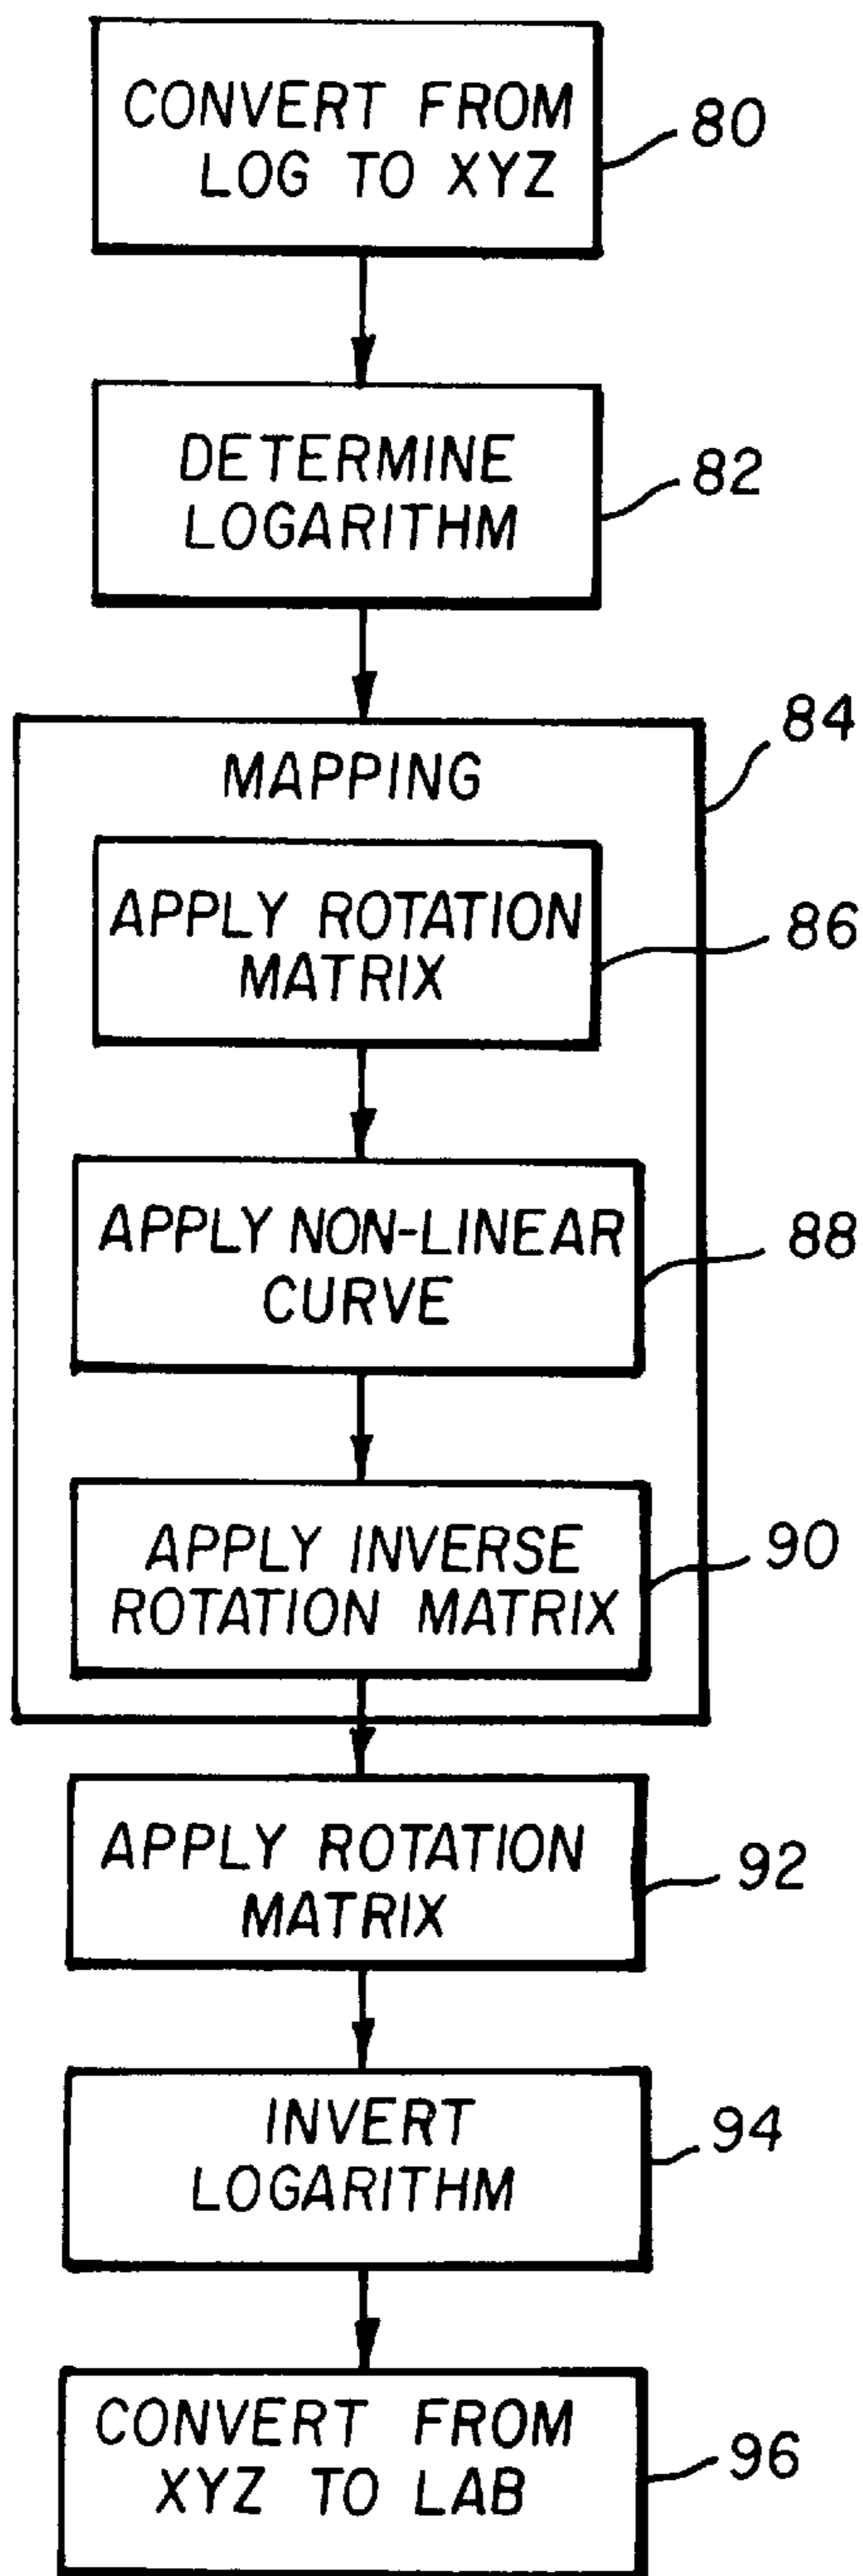 CONVERT FROM
LOG TO XYZ
80
DETERMINE
LOGARITHM
82
84
MAPPING
APPLY ROTATION
MATRIX
86
APPLY NON-LINEAR
CURVE
88
APPLY INVERSE
ROTATION MATRIX
90
APPLY ROTATION
MATRIX
92
INVERT
LOGARITHM
94
CONVERT FROM
XYZ TO LAB
96